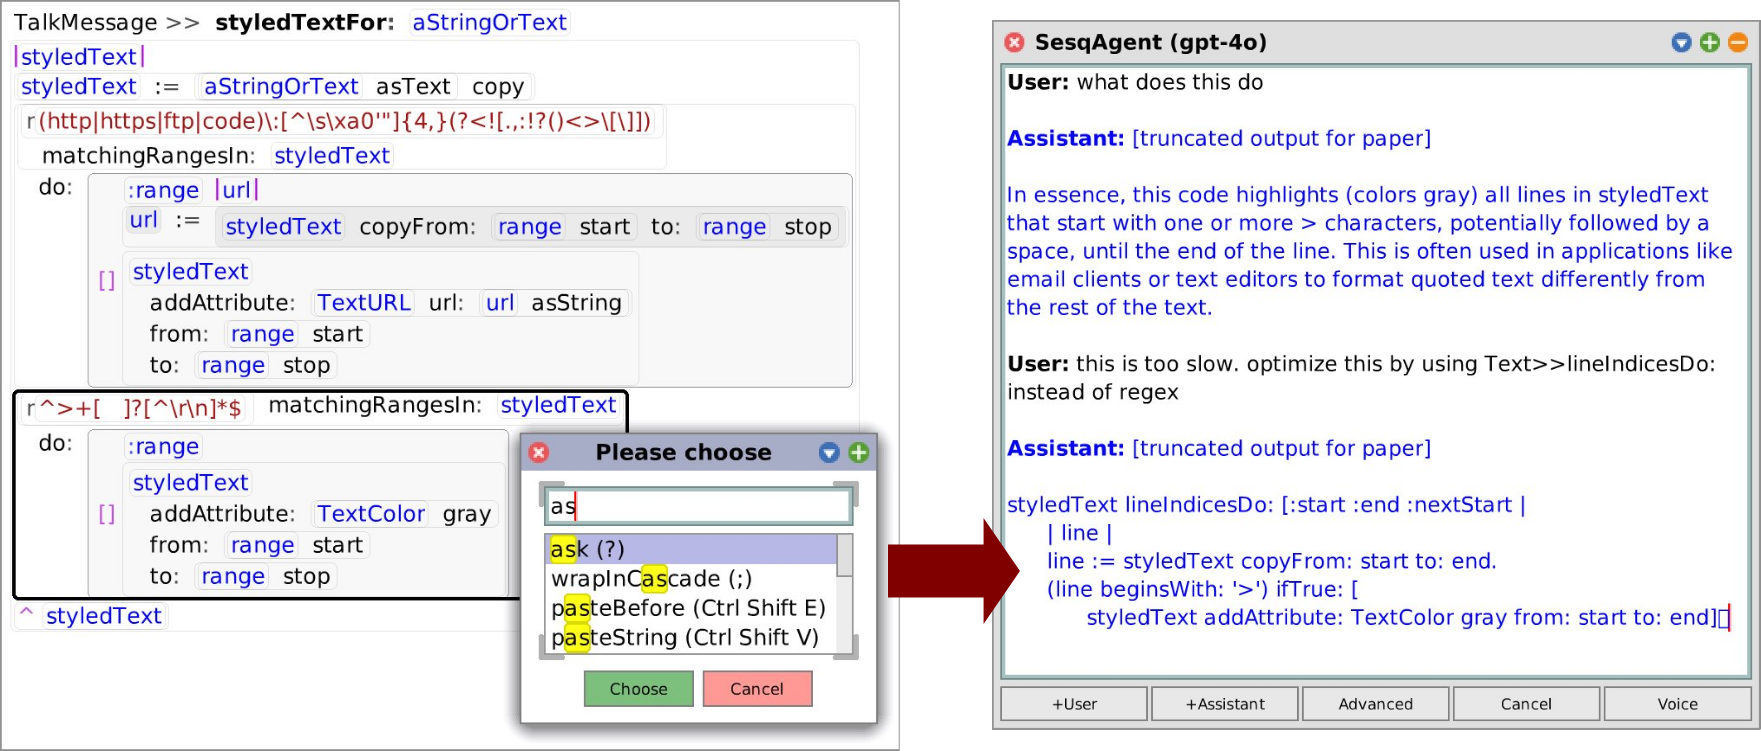 TalkMessage >> styledTextFor: aStringOrText
|styledText|
styledText := aStringOrText asText copy
r(http|https|ftp|code)\:[^\s\xa0'"]{4,}(?<![.,:!?()<>\[\]])
matchingRangesIn: styledText
do: :range |url|
url := styledText copyFrom: range start to: range stop
[] styledText
addAttribute: TextURL url: url asString
from: range start
to: range stop
r^>+[ ]?[^\r\n]*$ matchingRangesIn: styledText
do: :range
[] styledText
addAttribute: TextColor gray
from: range start
to: range stop
^ styledText
Please choose
as
ask (?)
wrapInCascade (;)
pasteBefore (Ctrl Shift E)
pasteString (Ctrl Shift V)
Choose Cancel
SesqAgent (gpt-4o)
User: what does this do
Assistant: [truncated output for paper]
In essence, this code highlights (colors gray) all lines in styledText
that start with one or more > characters, potentially followed by a
space, until the end of the line. This is often used in applications like
email clients or text editors to format quoted text differently from
the rest of the text.
User: this is too slow. optimize this by using Text>>lineIndicesDo:
instead of regex
Assistant: [truncated output for paper]
styledText lineIndicesDo: [:start :end :nextStart |
| line |
line := styledText copyFrom: start to: end.
(line beginsWith: '>') ifTrue: [
styledText addAttribute: TextColor gray from: start to: end]
+User +Assistant Advanced Cancel Voice